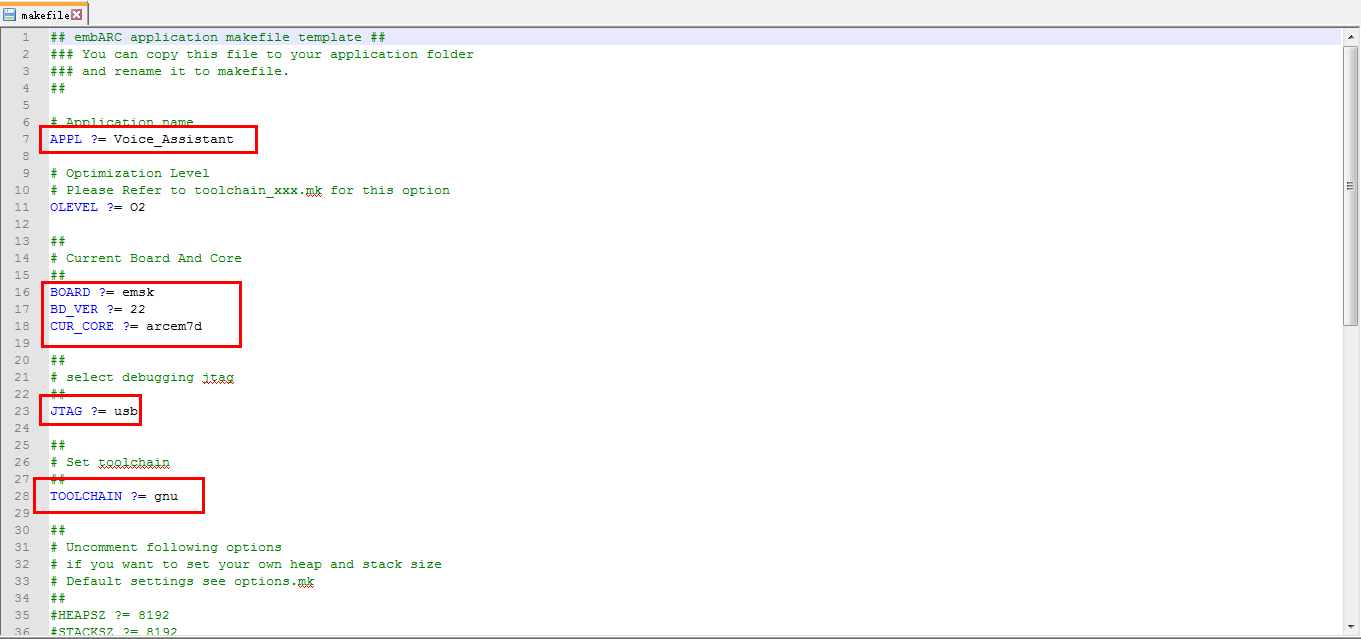 makefile
1 ## embARC application makefile template ##
2 ### You can copy this file to your application folder
3 ### and rename it to makefile.
4 ##
5
6 # Application name
7 APPL ?= Voice_Assistant
8
9 # Optimization Level
10 # Please Refer to toolchain_xxx.mk for this option
11 OLEVEL ?= O2
12
13 ##
14 # Current Board And Core
15 ##
16 BOARD ?= emsk
17 BD_VER ?= 22
18 CUR_CORE ?= arcem7d
19
20 ##
21 # select debugging jtag
22 ##
23 JTAG ?= usb
24
25 ##
26 # Set toolchain
27 ##
28 TOOLCHAIN ?= gnu
29
30 ##
31 # Uncomment following options
32 # if you want to set your own heap and stack size
33 # Default settings see options.mk
34 ##
35 #HEAPSZ ?= 8192
36 #STACKSZ ?= 8192